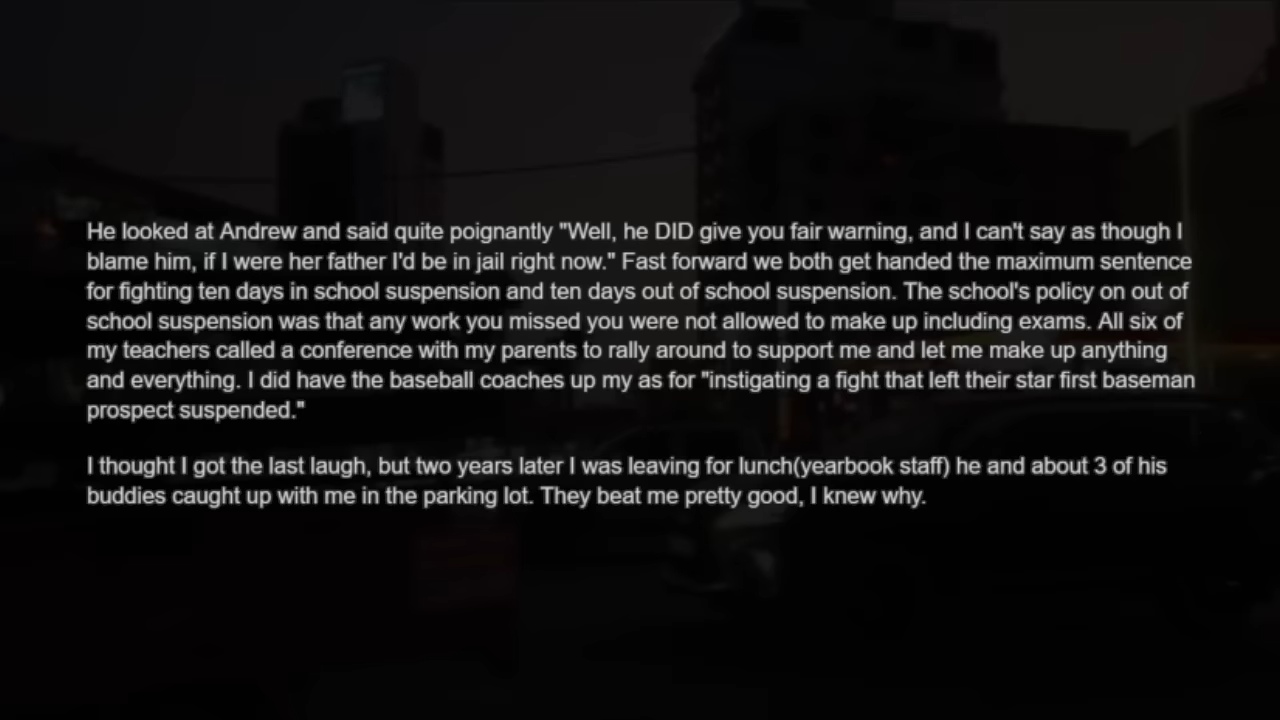 He looked at Andrew and said quite poignantly "Well, he DID give you fair warning, and I can't say as though I
blame him, if I were her father I'd be in jail right now." Fast forward we both get handed the maximum sentence
for fighting ten days in school suspension and ten days out of school suspension. The school's policy on out of
school suspension was that any work you missed you were not allowed to make up including exams. All six of
my teachers called a conference with my parents to rally around to support me and let me make up anything
and everything. I did have the baseball coaches up my as for "instigating a fight that left their star first baseman
prospect suspended."
I thought I got the last laugh, but two years later I was leaving for lunch(yearbook staff) he and about 3 of his
buddies caught up with me in the parking lot. They beat me pretty good, I knew why.